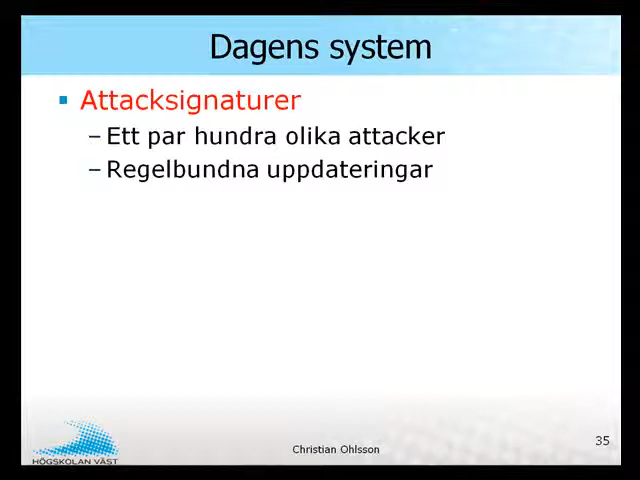 Dagens system
Attacksignaturer
– Ett par hundra olika attacker
– Regelbundna uppdateringar
HÖGSKOLAN VÄST
Christian Ohlsson
35